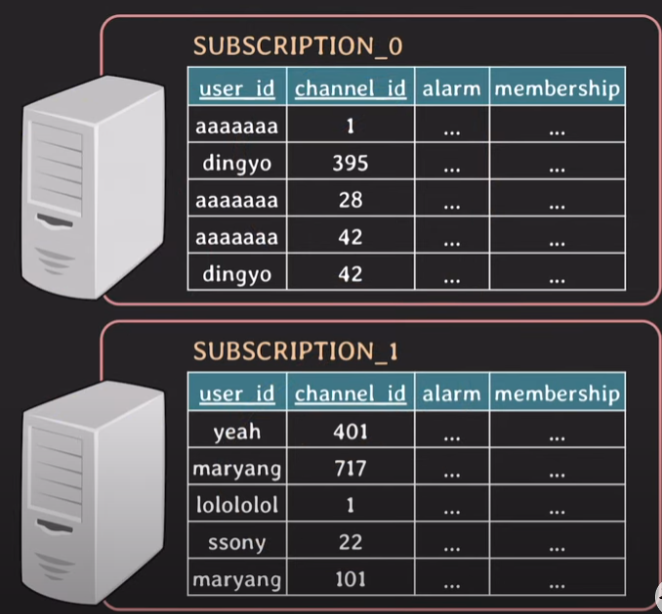 SUBSCRIPTION_0
user_id channel_id alarm membership
aaaaaaa 1 ... ...
dingyo 395 ... ...
aaaaaaa 28 ... ...
aaaaaaa 42 ... ...
dingyo 42 ... ...
SUBSCRIPTION_1
user_id channel_id alarm membership
yeah 401 ... ...
maryang 717 ... ...
lolololol 1 ... ...
ssony 22 ... ...
maryang 101 ... ...